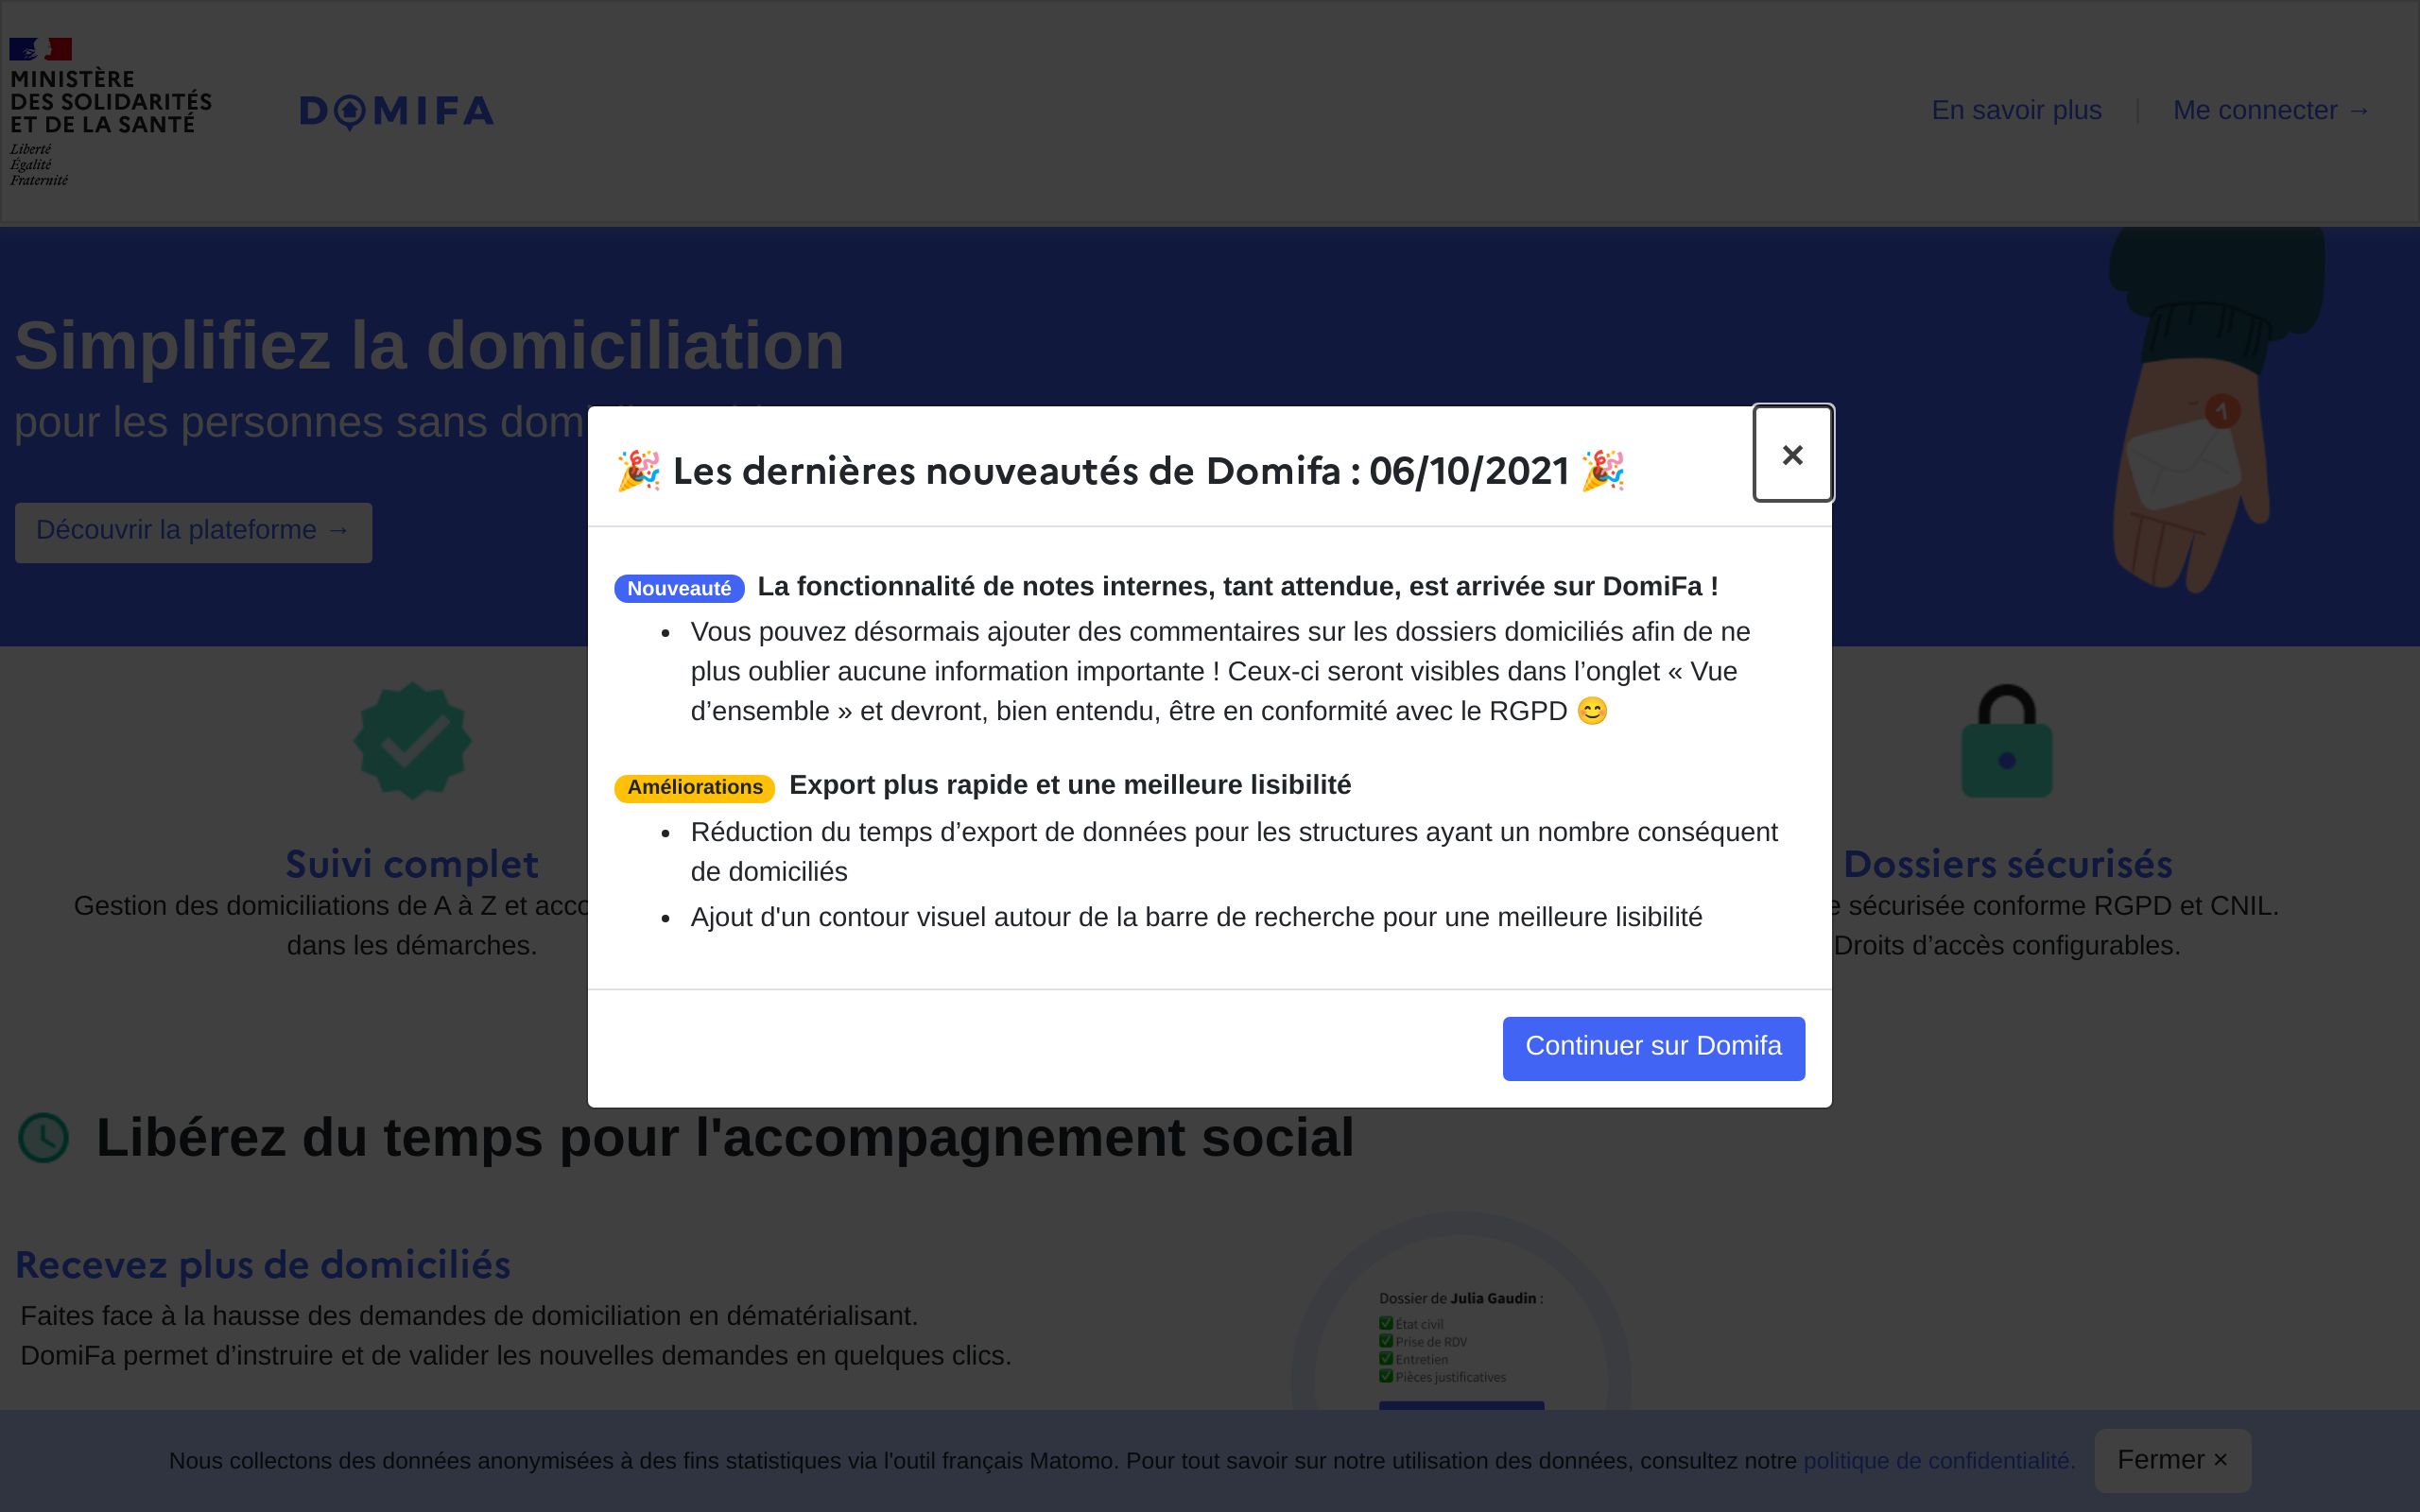 MINISTÈRE
DES SOLIDARITÉS
ET DE LA SANTÉ
Liberté
Égalité
Fraternité
DOMIFA
En savoir plus
Me connecter →
Simplifiez la domiciliation
pour les personnes sans dom
Découvrir la plateforme →
1
🎉 Les dernières nouveautés de Domifa : 06/10/2021 🎉
×
Nouveauté La fonctionnalité de notes internes, tant attendue, est arrivée sur DomiFa !
• Vous pouvez désormais ajouter des commentaires sur les dossiers domiciliés afin de ne
plus oublier aucune information importante ! Ceux-ci seront visibles dans l’onglet « Vue
d’ensemble » et devront, bien entendu, être en conformité avec le RGPD 😊
Améliorations Export plus rapide et une meilleure lisibilité
• Réduction du temps d’export de données pour les structures ayant un nombre conséquent
de domiciliés
• Ajout d'un contour visuel autour de la barre de recherche pour une meilleure lisibilité
Continuer sur Domifa
Suivi complet
Gestion des domiciliations de A à Z et acco
dans les démarches.
Dossiers sécurisés
e sécurisée conforme RGPD et CNIL.
Droits d’accès configurables.
Libérez du temps pour l'accompagnement social
Recevez plus de domiciliés
Faites face à la hausse des demandes de domiciliation en dématérialisant.
DomiFa permet d’instruire et de valider les nouvelles demandes en quelques clics.
Dossier de Julia Gaudin :
✅ État civil
✅ Prise de RDV
✅ Entretien
✅ Pièces justificatives
Nous collectons des données anonymisées à des fins statistiques via l'outil français Matomo. Pour tout savoir sur notre utilisation des données, consultez notre politique de confidentialité.
Fermer ×